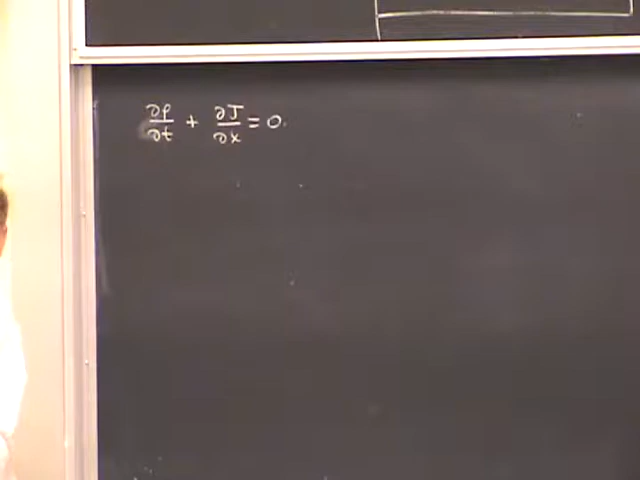 ∂ρ/∂t + ∂J/∂x = 0.